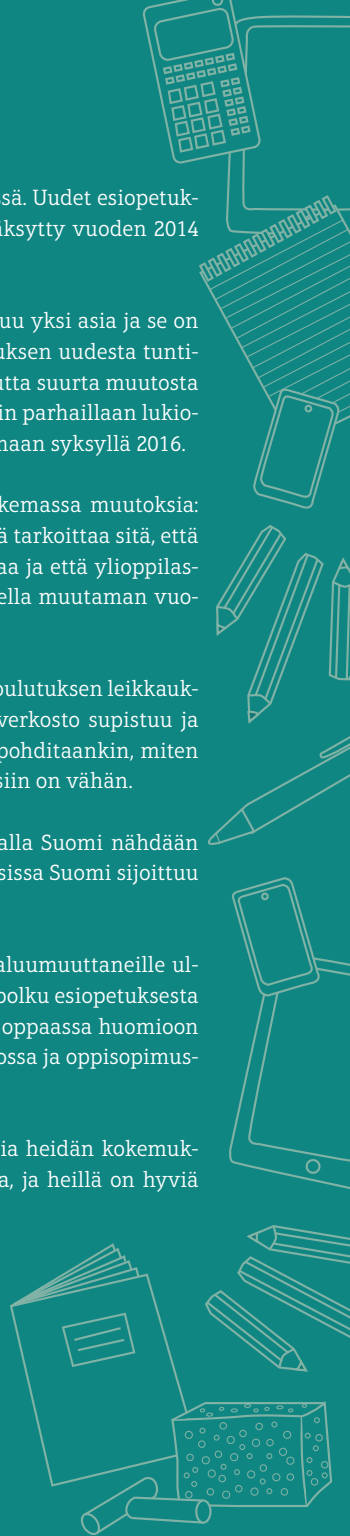 ssä. Uudet esiopetuk-
äksytty vuoden 2014
uu yksi asia ja se on
uksen uudesta tunti-
utta suurta muutosta
in parhaillaan lukio-
maan syksyllä 2016.
kemassa muutoksia:
ä tarkoittaa sitä, että
aa ja että ylioppilas-
ella muutaman vuo-
oulutuksen leikkauk-
verkosto supistuu ja
pohditaankin, miten
siin on vähän.
alla Suomi nähdään
sissa Suomi sijoittuu
aluumuuttaneille ul-
polku esiopetuksesta
oppaassa huomioon
ossa ja oppisopimus-
ia heidän kokemuk-
a, ja heillä on hyviä